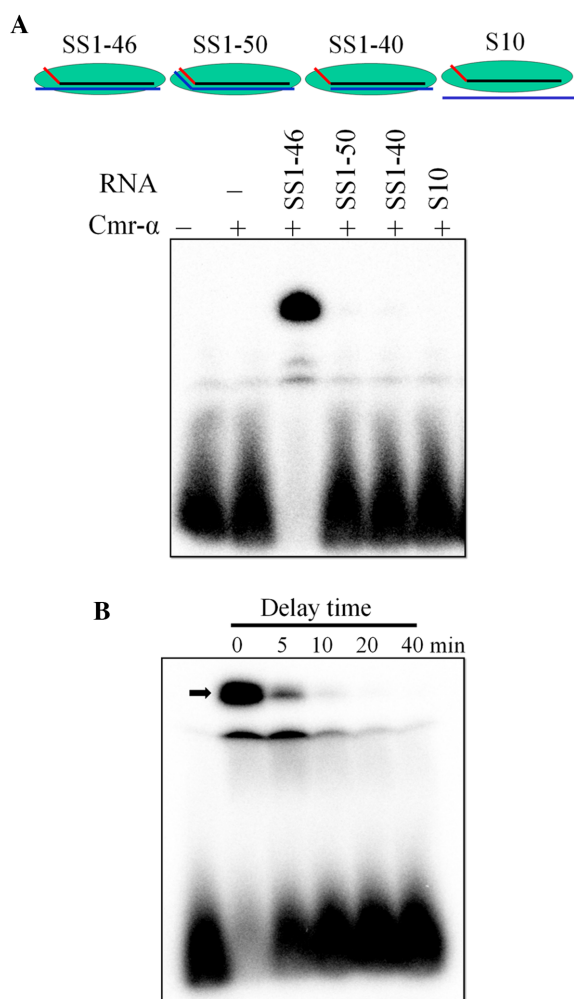 A
SS1-46 SS1-50 SS1-40 S10
RNA – SS1-46 SS1-50 SS1-40 S10
Cmr-α – + + + + +
B
Delay time
0 5 10 20 40 min